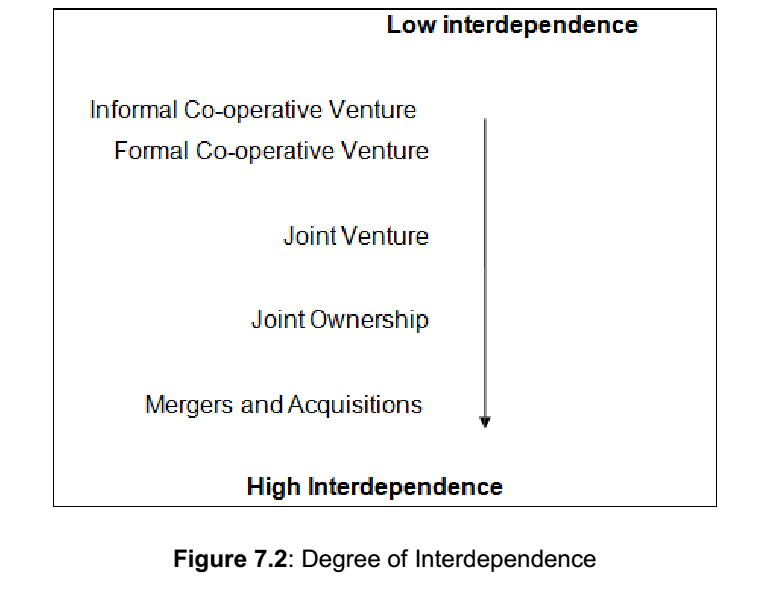 Low interdependence
Informal Co-operative Venture
Formal Co-operative Venture
Joint Venture
Joint Ownership
Mergers and Acquisitions
High Interdependence
Figure 7.2: Degree of Interdependence